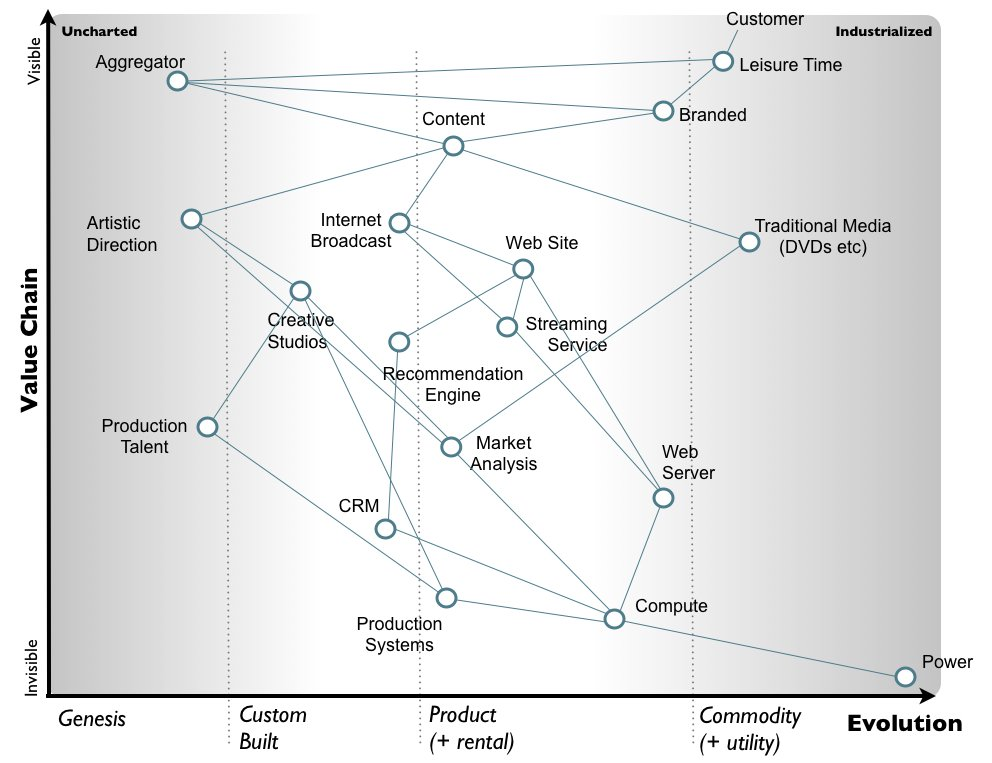 Customer
Uncharted
Industrialized
Visible
Aggregator
Leisure Time
Branded
Content
Artistic
Direction
Internet
Broadcast
Web Site
Traditional Media
(DVDs etc)
Creative
Studios
Streaming
Service
Recommendation
Engine
Value Chain
Production
Talent
Market
Analysis
Web
Server
CRM
Compute
Production
Systems
Power
Invisible
Genesis
Custom
Built
Product
(+ rental)
Commodity
(+ utility)
Evolution